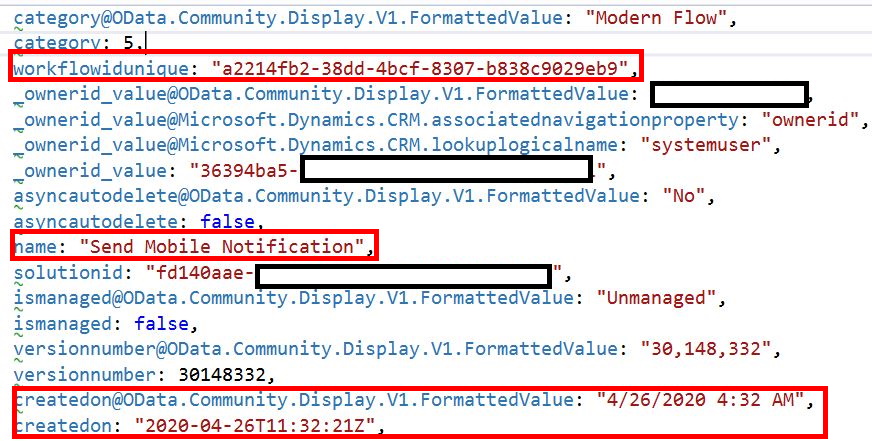 category@OData.Community.Display.V1.FormattedValue: "Modern Flow",
category: 5,
workflowidunique: "a2214fb2-38dd-4bcf-8307-b838c9029eb9",
_ownerid_value@OData.Community.Display.V1.FormattedValue: ,
_ownerid_value@Microsoft.Dynamics.CRM.associatednavigationproperty: "ownerid",
_ownerid_value@Microsoft.Dynamics.CRM.lookuplogicalname: "systemuser",
_ownerid_value: "36394ba5- ",
asyncautodelete@OData.Community.Display.V1.FormattedValue: "No",
asyncautodelete: false,
name: "Send Mobile Notification",
solutionid: "fd140aae- ",
ismanaged@OData.Community.Display.V1.FormattedValue: "Unmanaged",
ismanaged: false,
versionnumber@OData.Community.Display.V1.FormattedValue: "30,148,332",
versionnumber: 30148332,
createdon@OData.Community.Display.V1.FormattedValue: "4/26/2020 4:32 AM",
createdon: "2020-04-26T11:32:21Z",